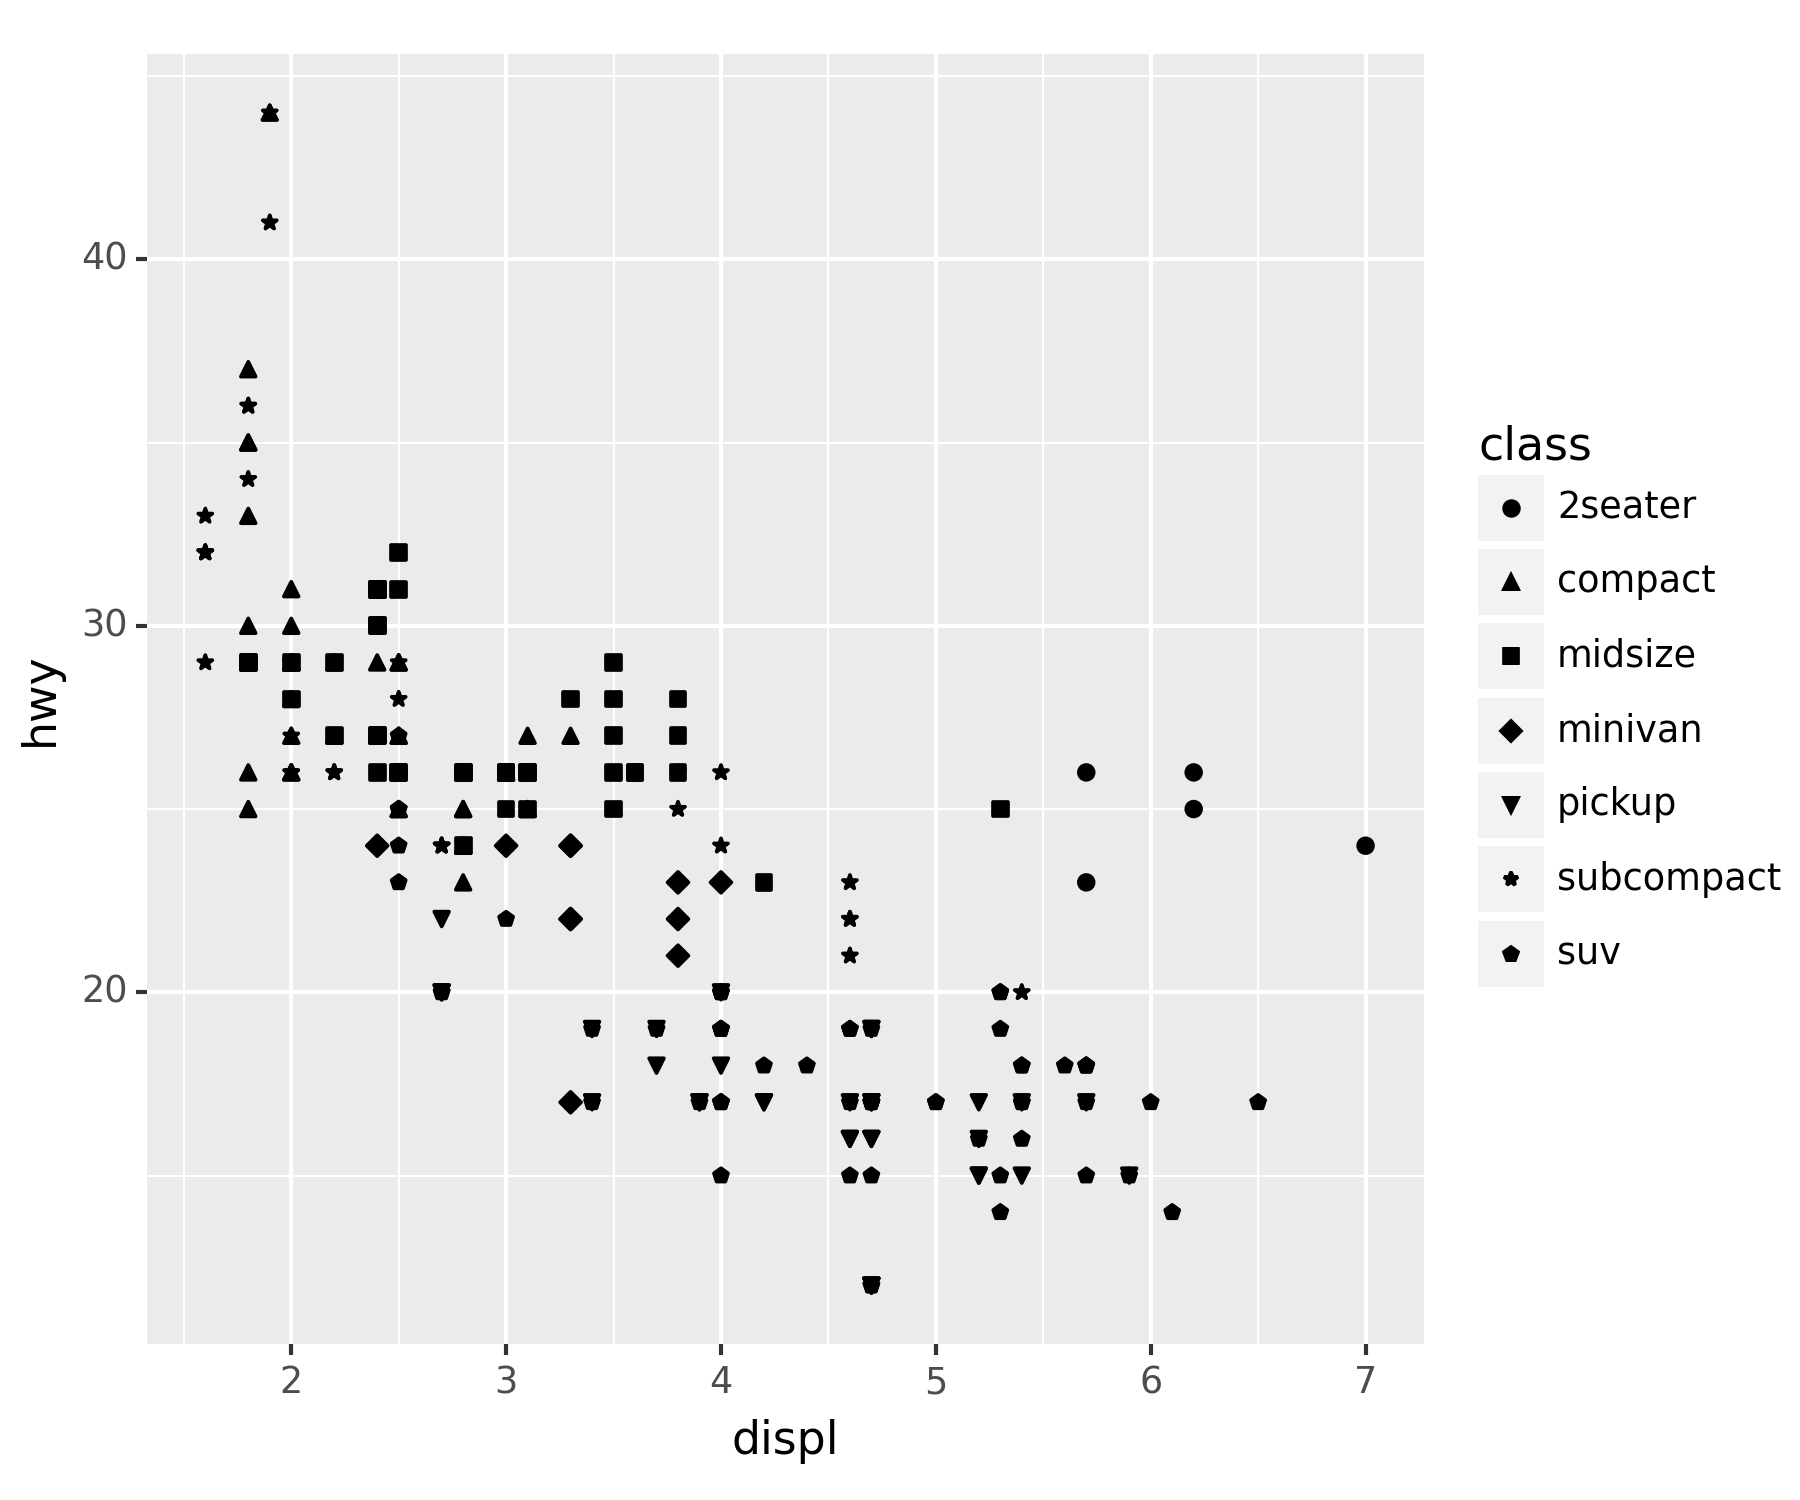 40
30
20
hwy
2 3 4 5 6 7
displ
class
2seater
compact
midsize
minivan
pickup
subcompact
suv